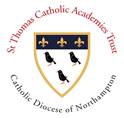 St Thomas Catholic Academies Trust
Catholic Diocese of Northampton